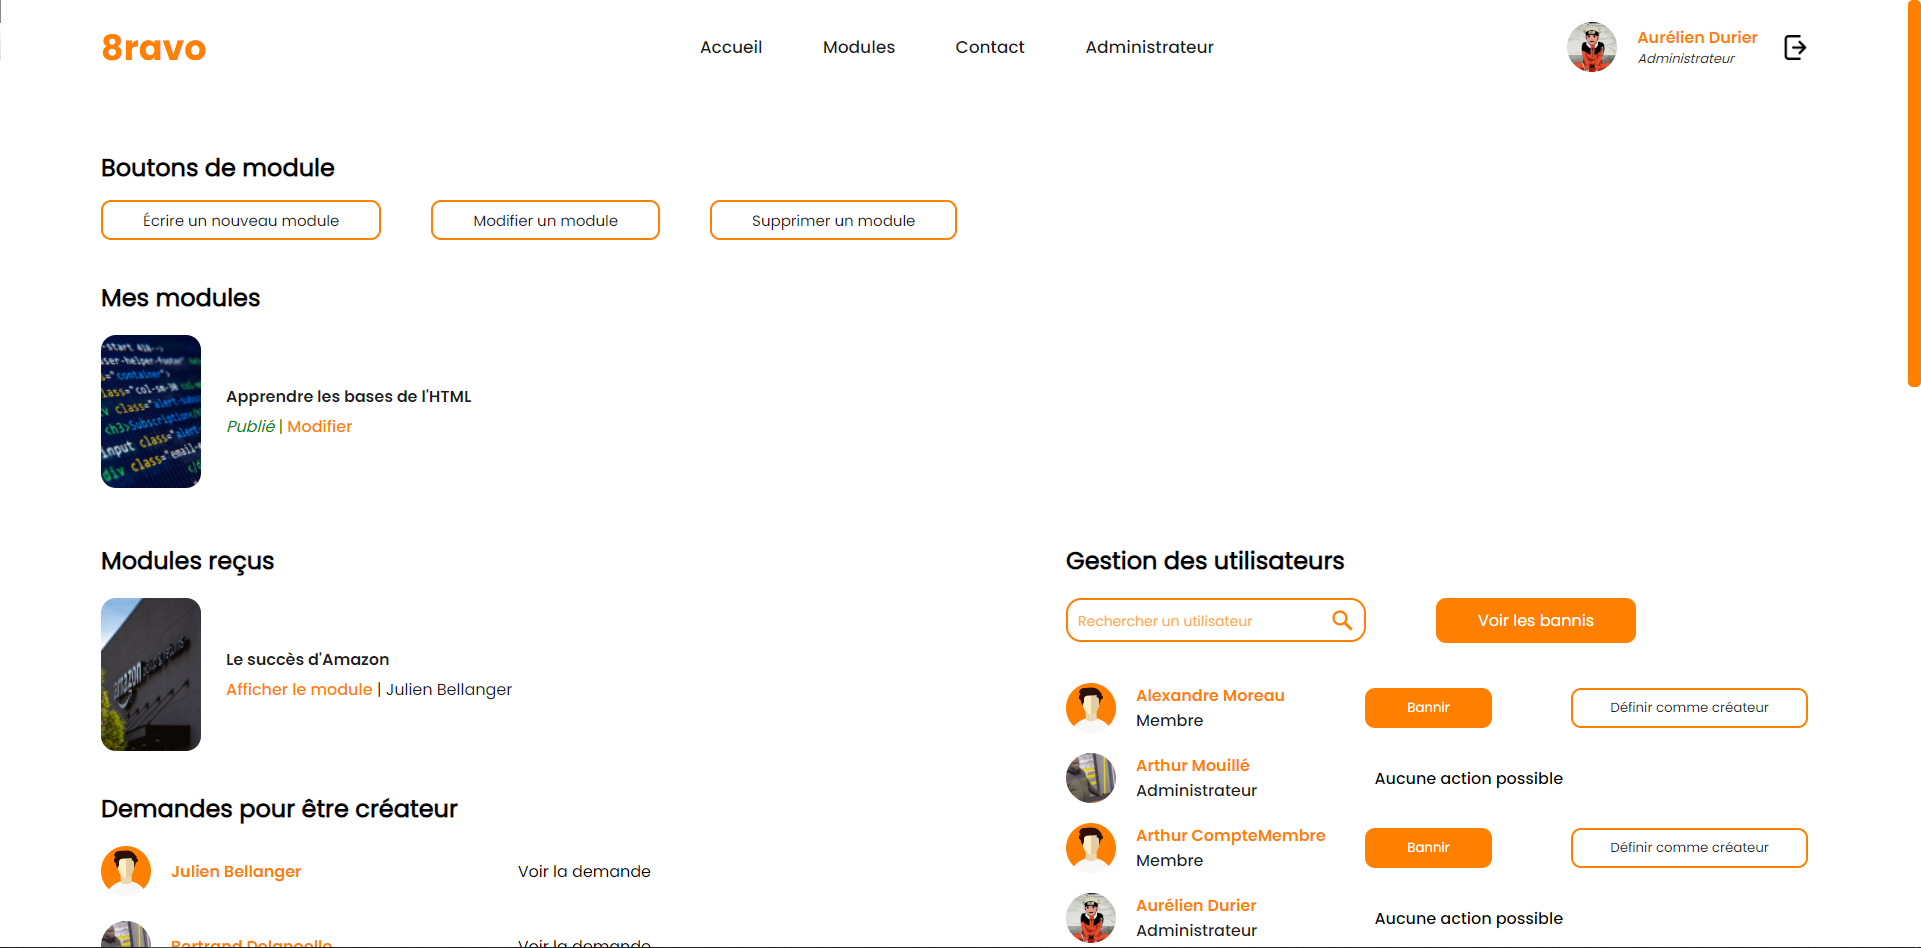 8ravo
Accueil
Modules
Contact
Administrateur
Aurélien Durier
Administrateur
Boutons de module
Écrire un nouveau module
Modifier un module
Supprimer un module
Mes modules
Apprendre les bases de l'HTML
Publié | Modifier
Modules reçus
Le succès d'Amazon
Afficher le module | Julien Bellanger
Demandes pour être créateur
Julien Bellanger
Voir la demande
Voir la demande
Gestion des utilisateurs
Rechercher un utilisateur
Voir les bannis
Alexandre Moreau
Membre
Bannir
Définir comme créateur
Arthur Mouillé
Administrateur
Aucune action possible
Arthur CompteMembre
Membre
Bannir
Définir comme créateur
Aurélien Durier
Administrateur
Aucune action possible